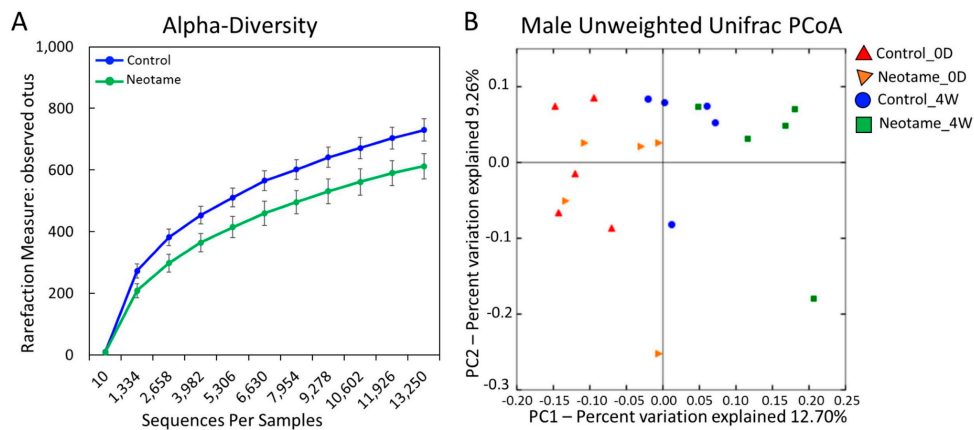 A
Alpha-Diversity
1,000
800
600
400
200
0
Control
Neotame
Rarefaction Measure: observed otus
10
1,334
2,658
3,982
5,306
6,630
7,954
9,278
10,602
11,926
13,250
Sequences Per Samples
B
Male Unweighted Unifrac PCoA
0.1
0.0
-0.1
-0.2
-0.3
PC2 – Percent variation explained 9.26%
-0.20
-0.15
-0.10
-0.05
0.00
0.05
0.10
0.15
0.20
0.25
PC1 – Percent variation explained 12.70%
Control_0D
Neotame_0D
Control_4W
Neotame_4W